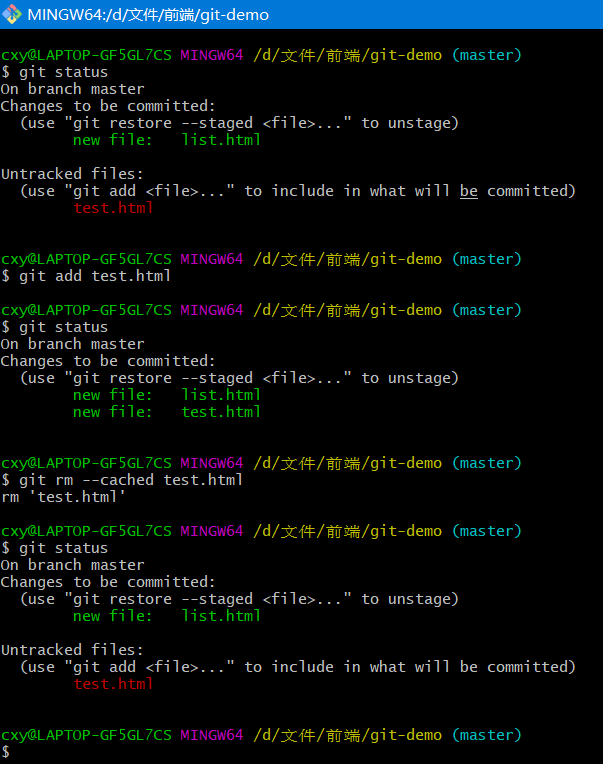 MINGW64:/d/文件/前端/git-demo
cxy@LAPTOP-GF5GL7CS MINGW64 /d/文件/前端/git-demo (master)
$ git status
On branch master
Changes to be committed:
  (use "git restore --staged <file>..." to unstage)
        new file:   list.html

Untracked files:
  (use "git add <file>..." to include in what will be committed)
        test.html

cxy@LAPTOP-GF5GL7CS MINGW64 /d/文件/前端/git-demo (master)
$ git add test.html

cxy@LAPTOP-GF5GL7CS MINGW64 /d/文件/前端/git-demo (master)
$ git status
On branch master
Changes to be committed:
  (use "git restore --staged <file>..." to unstage)
        new file:   list.html
        new file:   test.html

cxy@LAPTOP-GF5GL7CS MINGW64 /d/文件/前端/git-demo (master)
$ git rm --cached test.html
rm 'test.html'

cxy@LAPTOP-GF5GL7CS MINGW64 /d/文件/前端/git-demo (master)
$ git status
On branch master
Changes to be committed:
  (use "git restore --staged <file>..." to unstage)
        new file:   list.html

Untracked files:
  (use "git add <file>..." to include in what will be committed)
        test.html

cxy@LAPTOP-GF5GL7CS MINGW64 /d/文件/前端/git-demo (master)
$